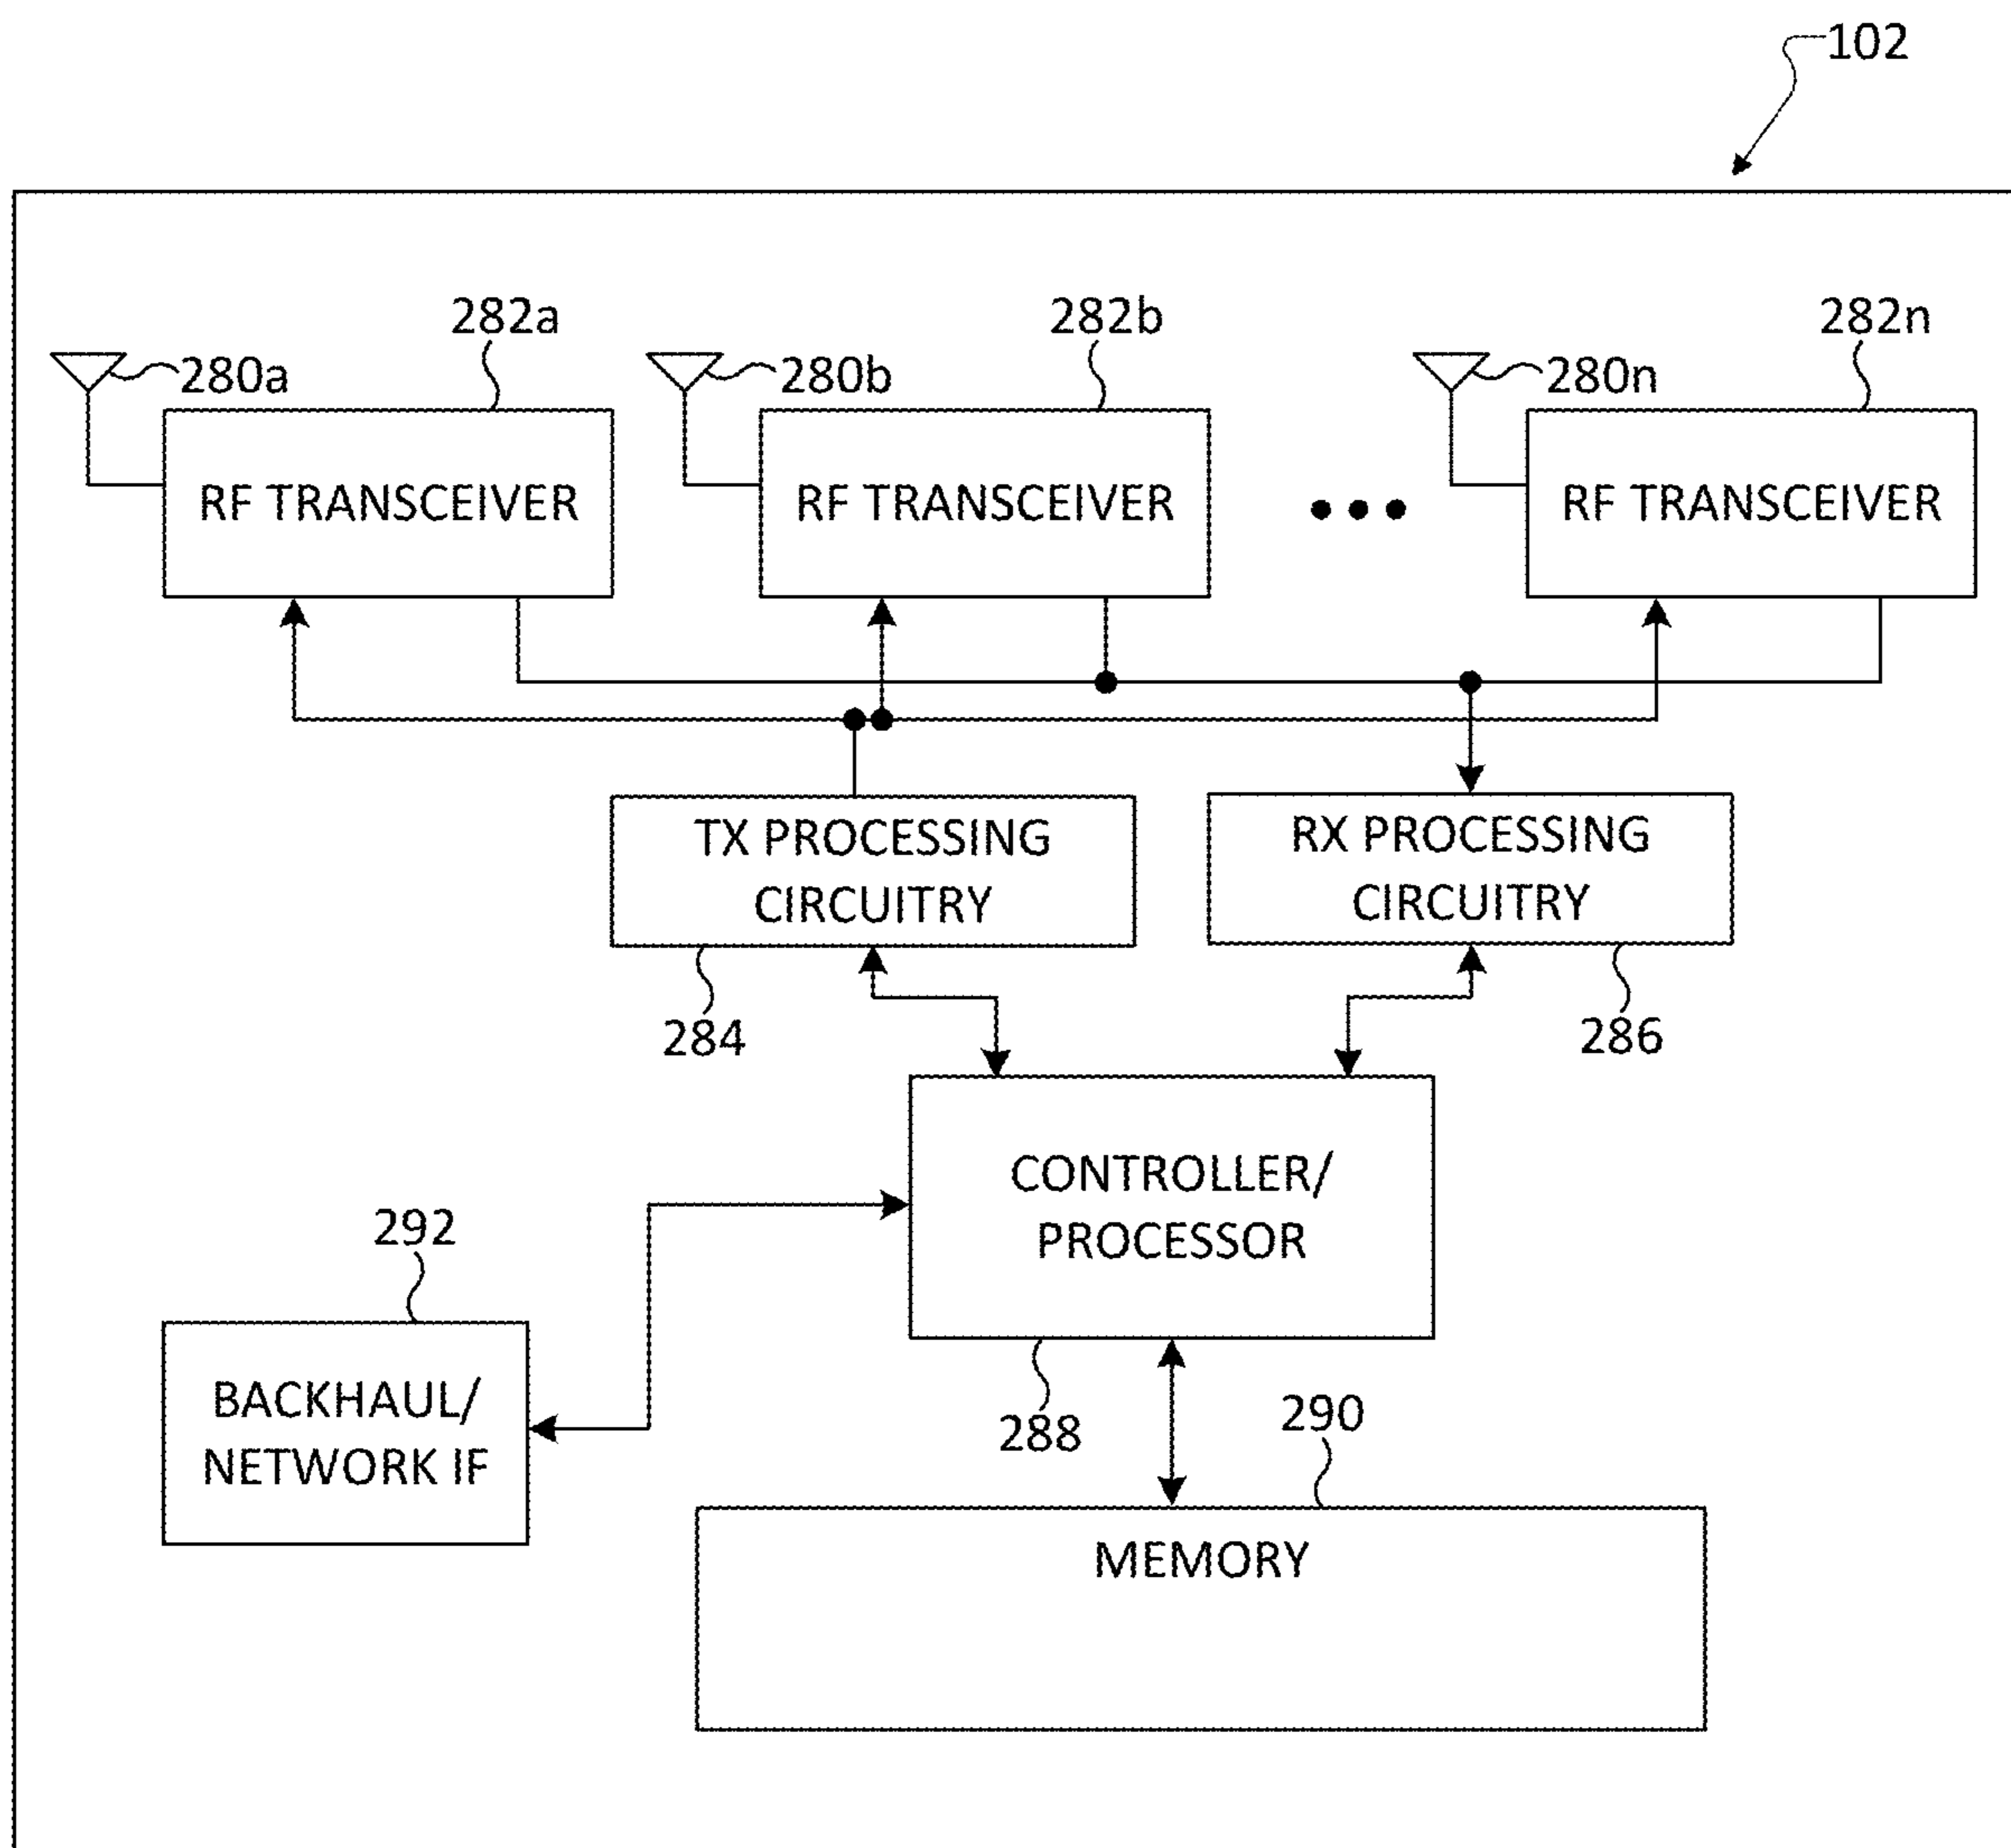 102
282a
282b
282n
280a
280b
280n
RF TRANSCEIVER
RF TRANSCEIVER
RF TRANSCEIVER
TX PROCESSING
CIRCUITRY
RX PROCESSING
CIRCUITRY
284
286
CONTROLLER/
PROCESSOR
292
BACKHAUL/
NETWORK IF
288
290
MEMORY